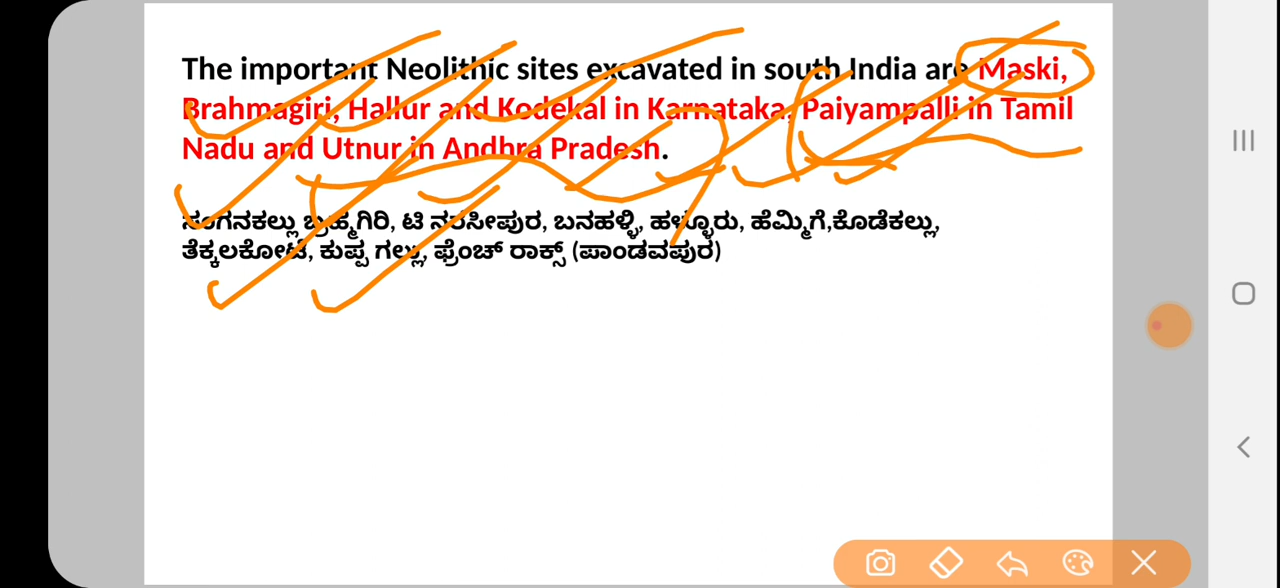 The important Neolithic sites excavated in south India are Maski,
Brahmagiri, Hallur and Kodekal in Karnataka, Paiyampalli in Tamil
Nadu and Utnur in Andhra Pradesh.
ಸಂಗನಕಲ್ಲು ಬ್ರಹ್ಮಗಿರಿ, ಟಿ ನರಸೀಪುರ, ಬನಹಳ್ಳಿ, ಹಳ್ಳೂರು, ಹೆಮ್ಮಿಗೆ,ಕೊಡೆಕಲ್ಲು,
ತೆಕ್ಕಲಕೋಟೆ, ಕುಪ್ಪ ಗಲ್ಲು, ಫ್ರೆಂಚ್ ರಾಕ್ಸ್ (ಪಾಂಡವಪುರ)